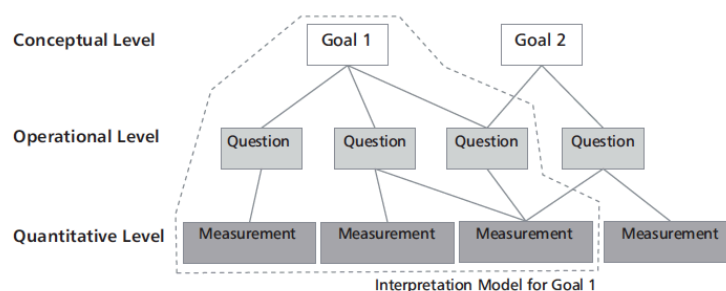 Conceptual Level Goal 1 Goal 2
Operational Level Question Question Question Question
Quantitative Level Measurement Measurement Measurement Measurement
Interpretation Model for Goal 1